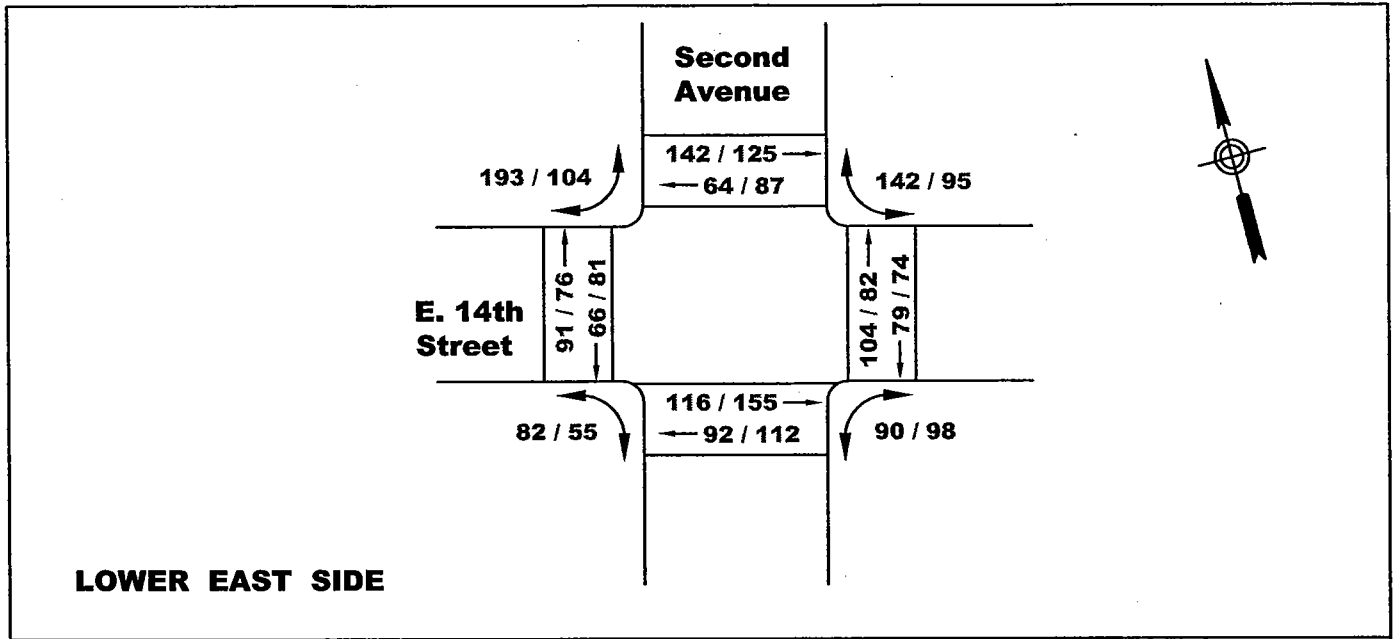 Second
Avenue
142 / 125
64 / 87
193 / 104
142 / 95
E. 14th
Street
91 / 76
66 / 81
104 / 82
79 / 74
116 / 155
92 / 112
82 / 55
90 / 98
LOWER EAST SIDE